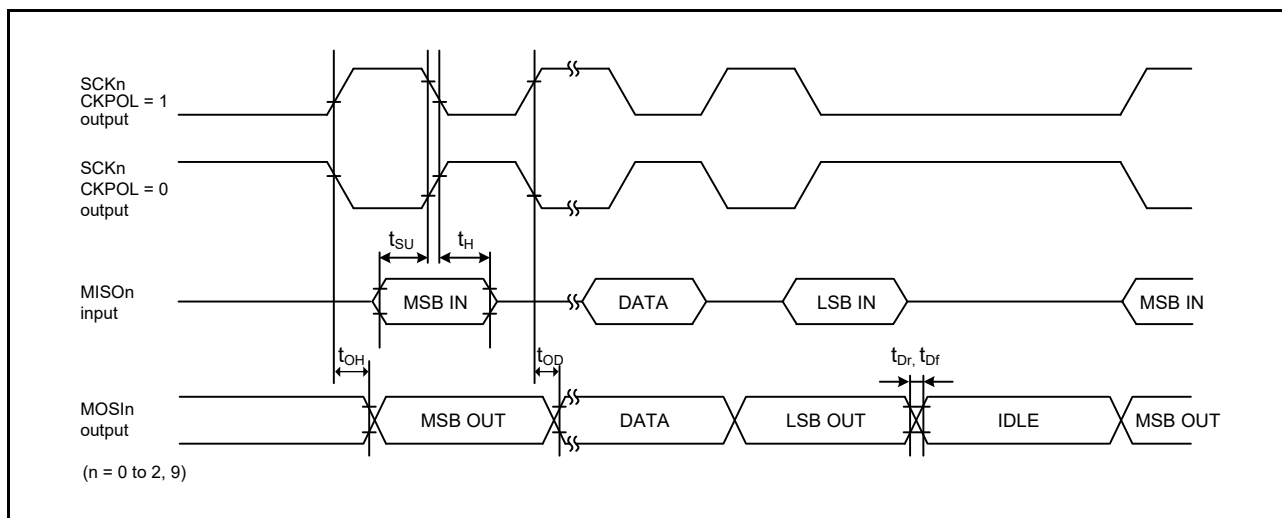 SCKn
CKPOL = 1
output
SCKn
CKPOL = 0
output
tSU
tH
MISOn
input
MSB IN
DATA
LSB IN
MSB IN
tOH
tOD
tDr, tDf
MOSIn
output
MSB OUT
DATA
LSB OUT
IDLE
MSB OUT
(n = 0 to 2, 9)